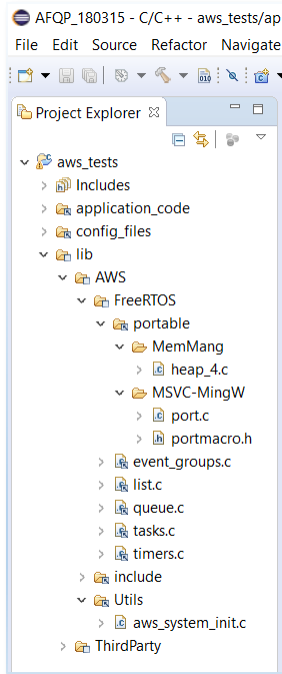 AFQP_180315 - C/C++ - aws_tests/ap
File Edit Source Refactor Navigate
Project Explorer
aws_tests
Includes
application_code
config_files
lib
AWS
FreeRTOS
portable
MemMang
heap_4.c
MSVC-MingW
port.c
portmacro.h
event_groups.c
list.c
queue.c
tasks.c
timers.c
include
Utils
aws_system_init.c
ThirdParty